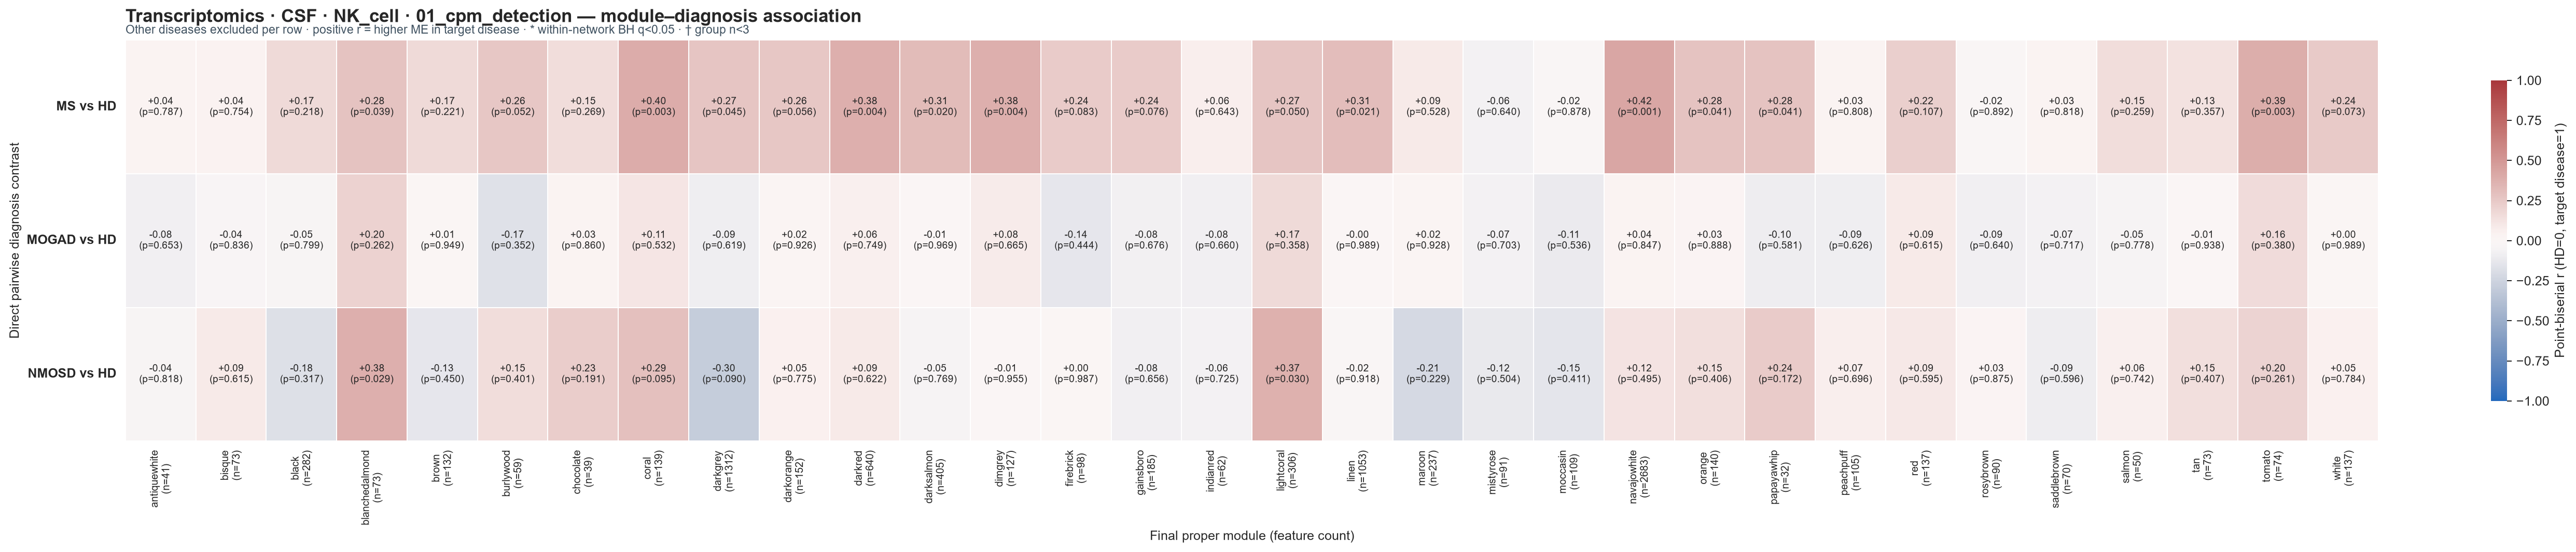 Transcriptomics · CSF · NK_cell · 01_cpm_detection — module–diagnosis association
Other diseases excluded per row · positive r = higher ME in target disease · * within-network BH q<0.05 · † group n<3
Direct pairwise diagnosis contrast
MS vs HD
+0.04 +0.04 +0.17 +0.28 +0.17 +0.26 +0.15 +0.40 +0.27 +0.26 +0.38 +0.31 +0.38 +0.24 +0.24 +0.06 +0.27 +0.31 +0.09 -0.06 -0.02 +0.42 +0.28 +0.28 +0.03 +0.22 -0.02 +0.03 +0.15 +0.13 +0.39 +0.24
(p=0.787) (p=0.754) (p=0.218) (p=0.039) (p=0.221) (p=0.052) (p=0.269) (p=0.003) (p=0.045) (p=0.056) (p=0.004) (p=0.020) (p=0.004) (p=0.083) (p=0.076) (p=0.643) (p=0.050) (p=0.021) (p=0.528) (p=0.640) (p=0.878) (p=0.001) (p=0.041) (p=0.041) (p=0.808) (p=0.107) (p=0.892) (p=0.818) (p=0.259) (p=0.357) (p=0.003) (p=0.073)
MOGAD vs HD
-0.08 -0.04 -0.05 +0.20 +0.01 -0.17 +0.03 +0.11 -0.09 +0.02 +0.06 -0.01 +0.08 -0.14 -0.08 -0.08 +0.17 -0.00 +0.02 -0.07 -0.11 +0.04 +0.03 -0.10 -0.09 +0.09 -0.09 -0.07 -0.05 -0.01 +0.16 +0.00
(p=0.653) (p=0.836) (p=0.799) (p=0.262) (p=0.949) (p=0.352) (p=0.860) (p=0.532) (p=0.619) (p=0.926) (p=0.749) (p=0.969) (p=0.665) (p=0.444) (p=0.676) (p=0.660) (p=0.358) (p=0.989) (p=0.928) (p=0.703) (p=0.536) (p=0.847) (p=0.888) (p=0.581) (p=0.626) (p=0.615) (p=0.640) (p=0.717) (p=0.778) (p=0.938) (p=0.380) (p=0.989)
NMOSD vs HD
-0.04 +0.09 -0.18 +0.38 -0.13 +0.15 +0.23 +0.29 -0.30 +0.05 +0.09 -0.05 -0.01 +0.00 -0.08 -0.06 +0.37 -0.02 -0.21 -0.12 -0.15 +0.12 +0.15 +0.24 +0.07 +0.09 +0.03 -0.09 +0.06 +0.15 +0.20 +0.05
(p=0.818) (p=0.615) (p=0.317) (p=0.029) (p=0.450) (p=0.401) (p=0.191) (p=0.095) (p=0.090) (p=0.775) (p=0.622) (p=0.769) (p=0.955) (p=0.987) (p=0.656) (p=0.725) (p=0.030) (p=0.918) (p=0.229) (p=0.504) (p=0.411) (p=0.495) (p=0.406) (p=0.172) (p=0.696) (p=0.595) (p=0.875) (p=0.596) (p=0.742) (p=0.407) (p=0.261) (p=0.784)
antiquewhite
(n=41)
bisque
(n=73)
black
(n=282)
blanchedalmond
(n=73)
brown
(n=132)
burlywood
(n=59)
chocolate
(n=39)
coral
(n=139)
darkgrey
(n=1312)
darkorange
(n=152)
darkred
(n=640)
darksalmon
(n=405)
dimgrey
(n=127)
firebrick
(n=98)
gainsboro
(n=185)
indianred
(n=62)
lightcoral
(n=306)
linen
(n=1053)
maroon
(n=237)
mistyrose
(n=91)
moccasin
(n=109)
navajowhite
(n=2683)
orange
(n=140)
papayawhip
(n=32)
peachpuff
(n=105)
red
(n=137)
rosybrown
(n=90)
saddlebrown
(n=70)
salmon
(n=50)
tan
(n=73)
tomato
(n=74)
white
(n=137)
Final proper module (feature count)
1.00
0.75
0.50
0.25
0.00
−0.25
−0.50
−0.75
−1.00
Point-biserial r (HD=0, target disease=1)